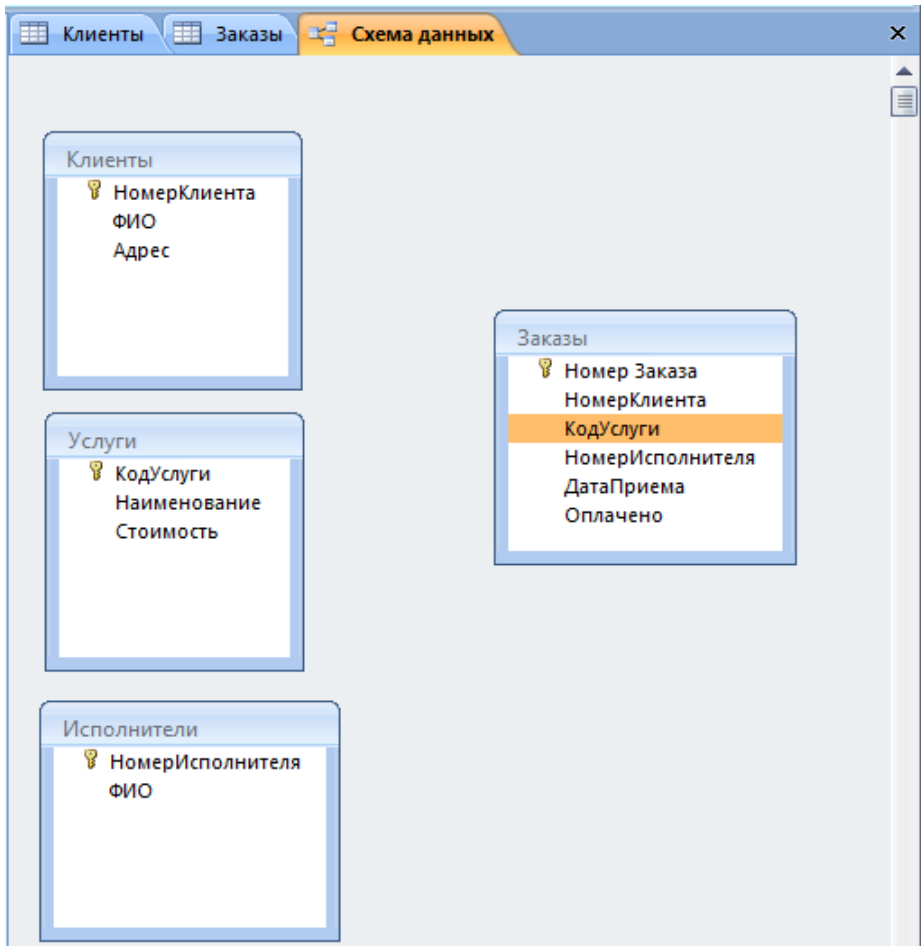 Клиенты Заказы Схема данных
Клиенты
НомерКлиента
ФИО
Адрес
Услуги
КодУслуги
Наименование
Стоимость
Исполнители
НомерИсполнителя
ФИО
Заказы
Номер Заказа
НомерКлиента
КодУслуги
НомерИсполнителя
ДатаПриема
Оплачено